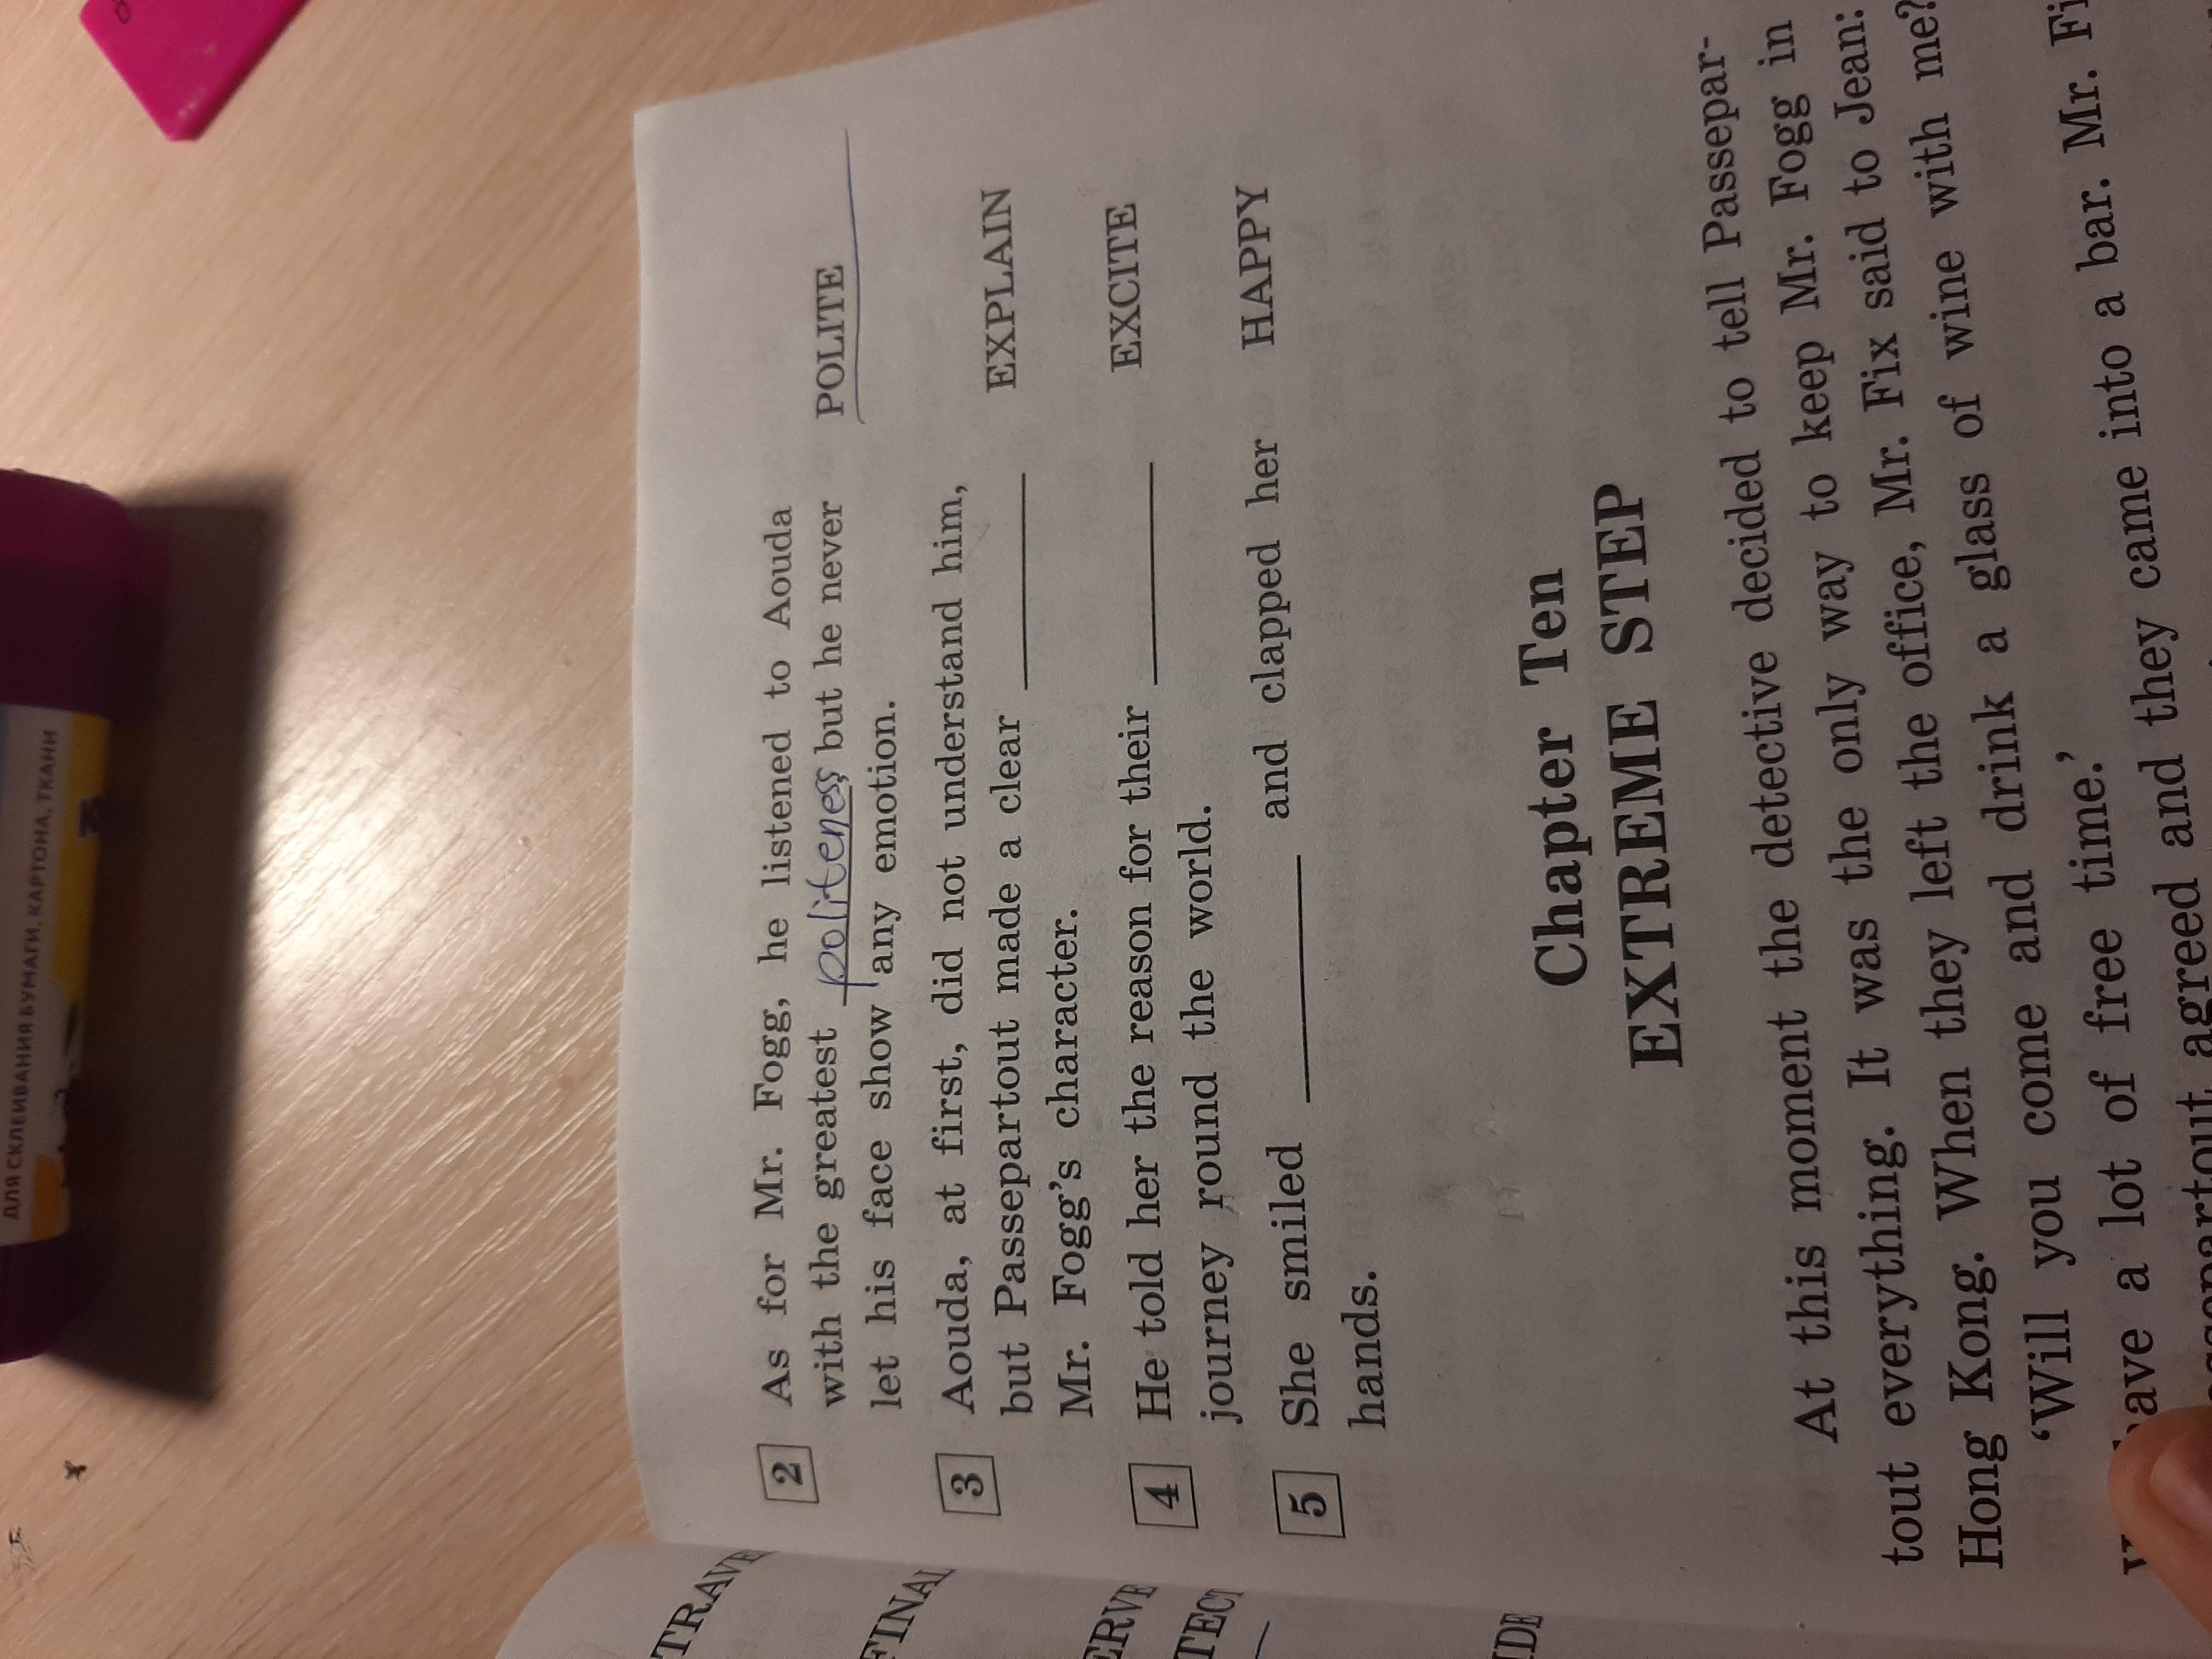 ДЛЯ СКЛЕИВАНИЯ БУМАГИ, КАРТОНА, ТКАНИ
2 As for Mr. Fogg, he listened to Aouda
with the greatest politeness, but he never POLITE
let his face show any emotion.
3 Aouda, at first, did not understand him,
but Passepartout made a clear ______ EXPLAIN
Mr. Fogg's character.
4 He told her the reason for their ______ EXCITE
journey round the world.
5 She smiled ______ and clapped her HAPPY
hands.
Chapter Ten
EXTREME STEP
At this moment the detective decided to tell Passepar-
tout everything. It was the only way to keep Mr. Fogg in
Hong Kong. When they left the office, Mr. Fix said to Jean:
‘Will you come and drink a glass of wine with me?
ave a lot of free time.’
agreed and they came into a bar. Mr. Fi